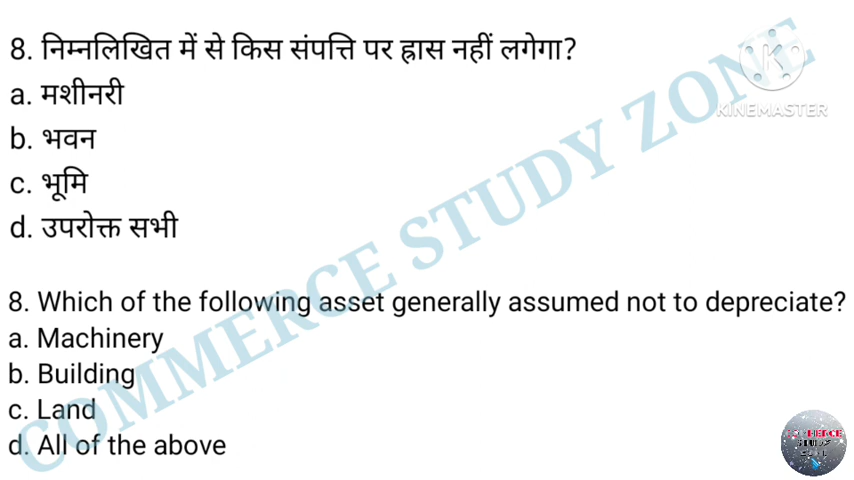 8. निम्नलिखित में से किस संपत्ति पर ह्रास नहीं लगेगा?
a. मशीनरी
b. भवन
c. भूमि
d. उपरोक्त सभी
8. Which of the following asset generally assumed not to depreciate?
a. Machinery
b. Building
c. Land
d. All of the above
COMMERCE STUDY ZONE
K
KINEMASTER